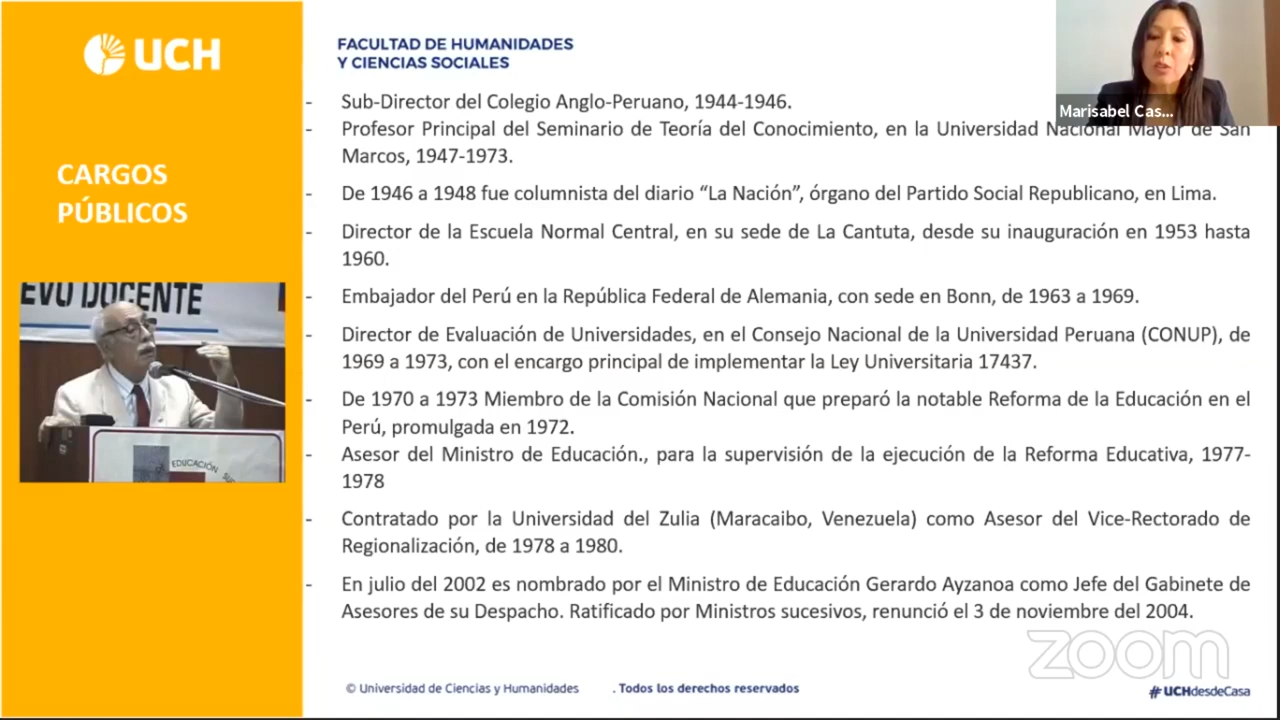 UCH
FACULTAD DE HUMANIDADES
Y CIENCIAS SOCIALES
CARGOS
PÚBLICOS
- Sub-Director del Colegio Anglo-Peruano, 1944-1946.
- Profesor Principal del Seminario de Teoría del Conocimiento, en la Universidad Nacional Mayor de San
Marcos, 1947-1973.
- De 1946 a 1948 fue columnista del diario “La Nación”, órgano del Partido Social Republicano, en Lima.
- Director de la Escuela Normal Central, en su sede de La Cantuta, desde su inauguración en 1953 hasta
1960.
- Embajador del Perú en la República Federal de Alemania, con sede en Bonn, de 1963 a 1969.
- Director de Evaluación de Universidades, en el Consejo Nacional de la Universidad Peruana (CONUP), de
1969 a 1973, con el encargo principal de implementar la Ley Universitaria 17437.
- De 1970 a 1973 Miembro de la Comisión Nacional que preparó la notable Reforma de la Educación en el
Perú, promulgada en 1972.
- Asesor del Ministro de Educación., para la supervisión de la ejecución de la Reforma Educativa, 1977-
1978
- Contratado por la Universidad del Zulia (Maracaibo, Venezuela) como Asesor del Vice-Rectorado de
Regionalización, de 1978 a 1980.
- En julio del 2002 es nombrado por el Ministro de Educación Gerardo Ayzanoa como Jefe del Gabinete de
Asesores de su Despacho. Ratificado por Ministros sucesivos, renunció el 3 de noviembre del 2004.
Marisabel Cas...
EVO DOCENTE
EDUCACIÓN
zoom
© Universidad de Ciencias y Humanidades . Todos los derechos reservados
#UCHdesdeCasa